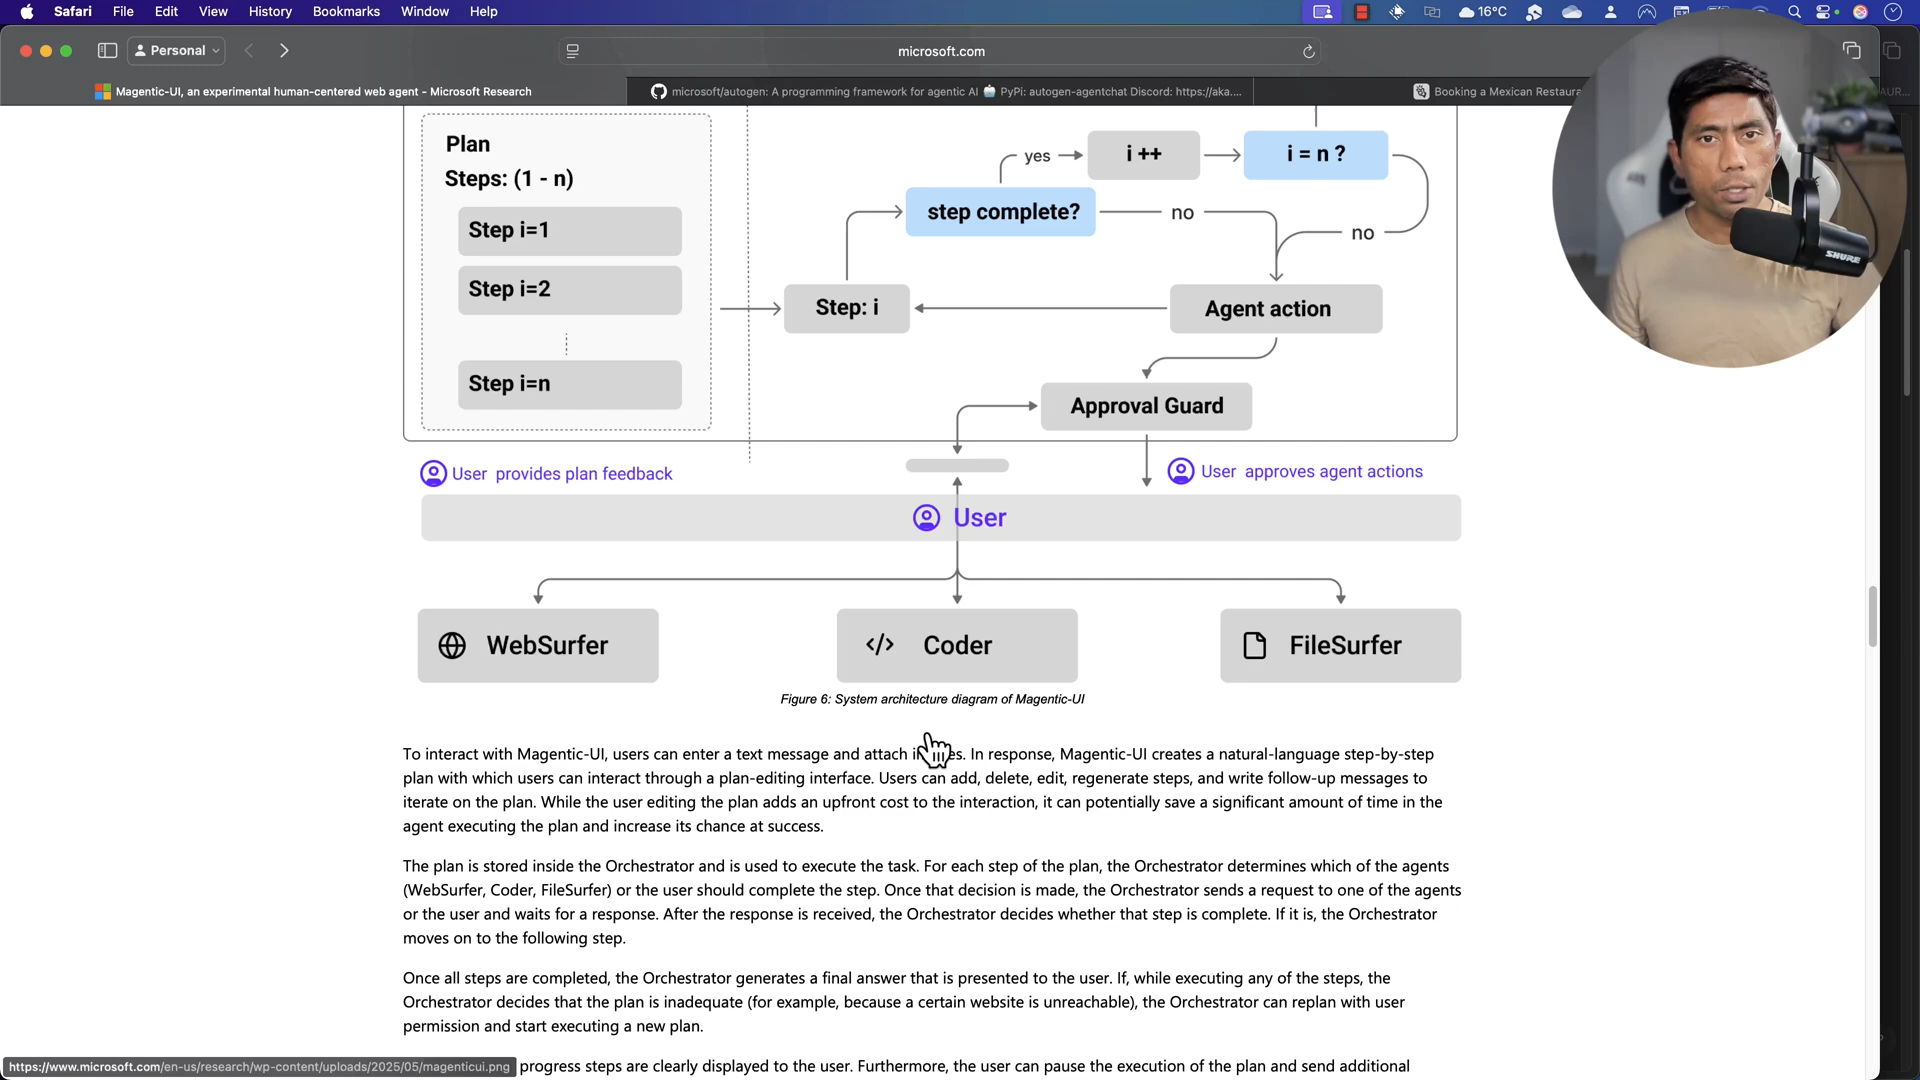 Safari File Edit View History Bookmarks Window Help
16°C
Personal
microsoft.com
Magentic-UI, an experimental human-centered web agent - Microsoft Research
microsoft/autogen: A programming framework for agentic AI 🤖 PyPi: autogen-agentchat Discord: https://aka....
Booking a Mexican Restaura
Plan
Steps: (1 - n)
Step i=1
Step i=2
Step i=n
yes
i ++
i = n ?
step complete?
no
no
Step: i
Agent action
Approval Guard
User provides plan feedback
User approves agent actions
User
WebSurfer
</> Coder
FileSurfer
SHURE
Figure 6: System architecture diagram of Magentic-UI
To interact with Magentic-UI, users can enter a text message and attach i es. In response, Magentic-UI creates a natural-language step-by-step
plan with which users can interact through a plan-editing interface. Users can add, delete, edit, regenerate steps, and write follow-up messages to
iterate on the plan. While the user editing the plan adds an upfront cost to the interaction, it can potentially save a significant amount of time in the
agent executing the plan and increase its chance at success.
The plan is stored inside the Orchestrator and is used to execute the task. For each step of the plan, the Orchestrator determines which of the agents
(WebSurfer, Coder, FileSurfer) or the user should complete the step. Once that decision is made, the Orchestrator sends a request to one of the agents
or the user and waits for a response. After the response is received, the Orchestrator decides whether that step is complete. If it is, the Orchestrator
moves on to the following step.
Once all steps are completed, the Orchestrator generates a final answer that is presented to the user. If, while executing any of the steps, the
Orchestrator decides that the plan is inadequate (for example, because a certain website is unreachable), the Orchestrator can replan with user
permission and start executing a new plan.
progress steps are clearly displayed to the user. Furthermore, the user can pause the execution of the plan and send additional
https://www.microsoft.com/en-us/research/wp-content/uploads/2025/05/magenticui.png